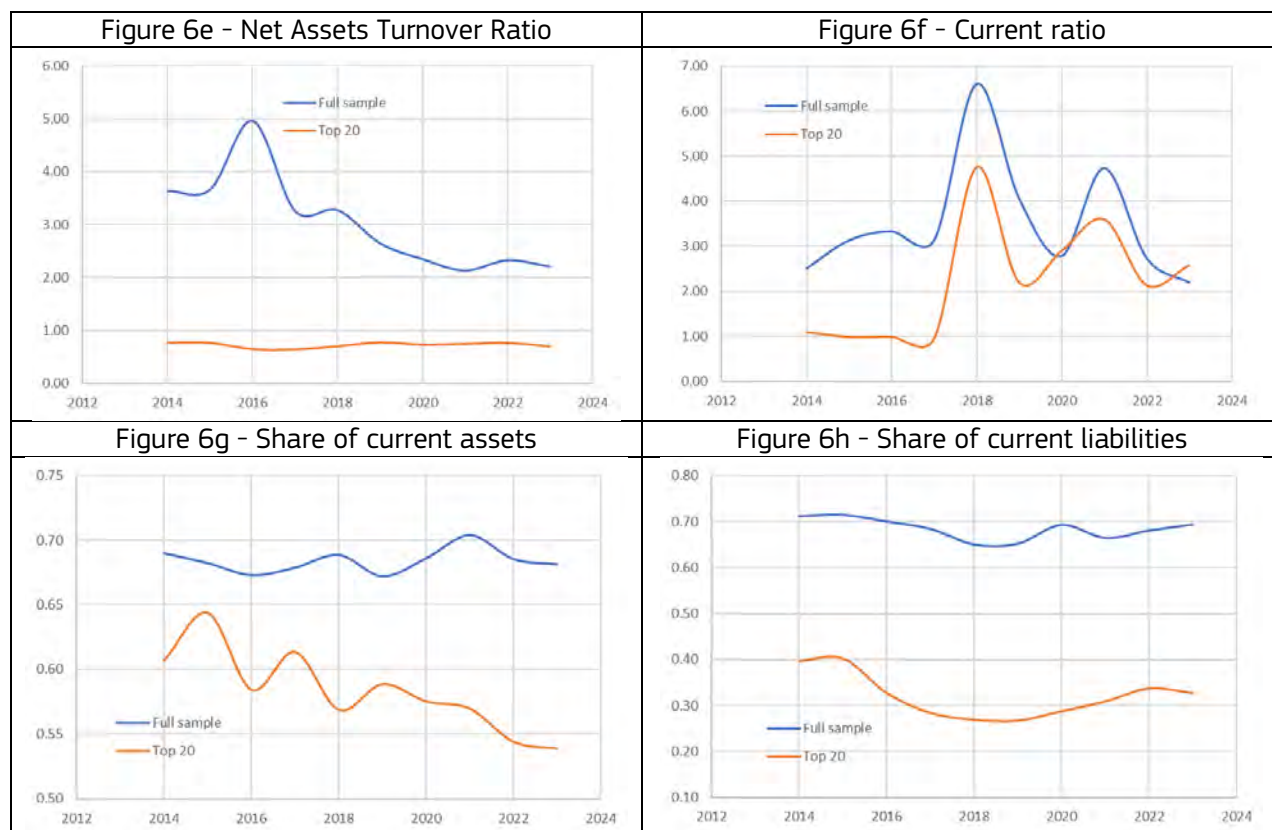 Figure 6e - Net Assets Turnover Ratio
6.00
5.00
4.00
3.00
2.00
1.00
0.00
Full sample
Top 20
2012 2014 2016 2018 2020 2022 2024
Figure 6f - Current ratio
7.00
6.00
5.00
4.00
3.00
2.00
1.00
0.00
Full sample
Top 20
2012 2014 2016 2018 2020 2022 2024
Figure 6g - Share of current assets
0.75
0.70
0.65
0.60
0.55
0.50
Full sample
Top 20
2012 2014 2016 2018 2020 2022 2024
Figure 6h - Share of current liabilities
0.80
0.70
0.60
0.50
0.40
0.30
0.20
0.10
Full sample
Top 20
2012 2014 2016 2018 2020 2022 2024